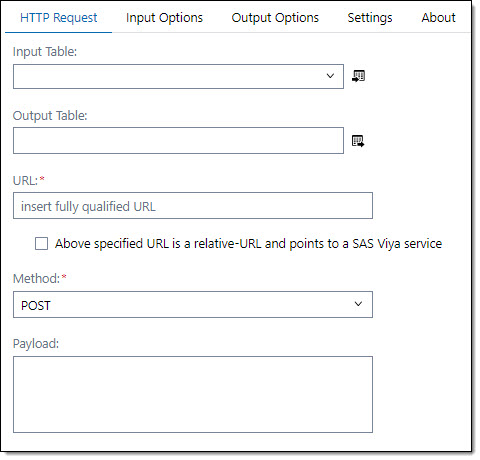 HTTP Request Input Options Output Options Settings About
Input Table:
Output Table:
URL:*
insert fully qualified URL
Above specified URL is a relative-URL and points to a SAS Viya service
Method:*
POST
Payload: